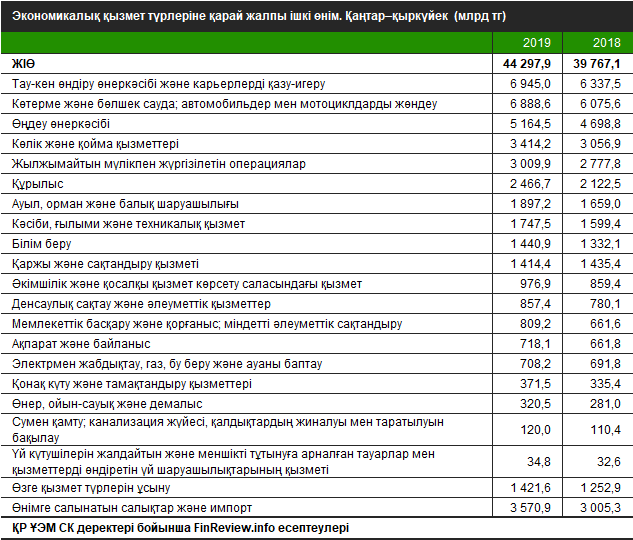 Экономикалық қызмет түрлеріне қарай жалпы ішкі өнім. Қаңтар–қыркүйек (млрд тг)
2019 2018
ЖІӨ 44 297,9 39 767,1
Тау-кен өндіру өнеркәсібі және карьерлерді қазу-игеру 6 945,0 6 337,5
Көтерме және бөлшек сауда; автомобильдер мен мотоциклдарды жөндеу 6 888,6 6 075,6
Өңдеу өнеркәсібі 5 164,5 4 698,8
Көлік және қойма қызметтері 3 414,2 3 056,9
Жылжымайтын мүлікпен жүргізілетін операциялар 3 009,9 2 777,8
Құрылыс 2 466,7 2 122,5
Ауыл, орман және балық шаруашылығы 1 897,2 1 659,0
Кәсіби, ғылыми және техникалық қызмет 1 747,5 1 599,4
Білім беру 1 440,9 1 332,1
Қаржы және сақтандыру қызметі 1 414,4 1 435,4
Әкімшілік және қосалқы қызмет көрсету саласындағы қызмет 976,9 859,4
Денсаулық сақтау және әлеуметтік қызметтер 857,4 780,1
Мемлекеттік басқару және қорғаныс; міндетті әлеуметтік сақтандыру 809,2 661,6
Ақпарат және байланыс 718,1 661,8
Электрмен жабдықтау, газ, бу беру және ауаны баптау 708,2 691,8
Қонақ күту және тамақтандыру қызметтері 371,5 335,4
Өнер, ойын-сауық және демалыс 320,5 281,0
Сумен қамту; канализация жүйесі, қалдықтардың жиналуы мен таратылуын
бақылау 120,0 110,4
Үй күтушілерін жалдайтын және меншікті тұтынуға арналған тауарлар мен
қызметтерді өндіретін үй шаруашылықтарының қызметі 34,8 32,6
Өзге қызмет түрлерін ұсыну 1 421,6 1 252,9
Өнімге салынатын салықтар және импорт 3 570,9 3 005,3
ҚР ҰЭМ СК деректері бойынша FinReview.info есептеулері